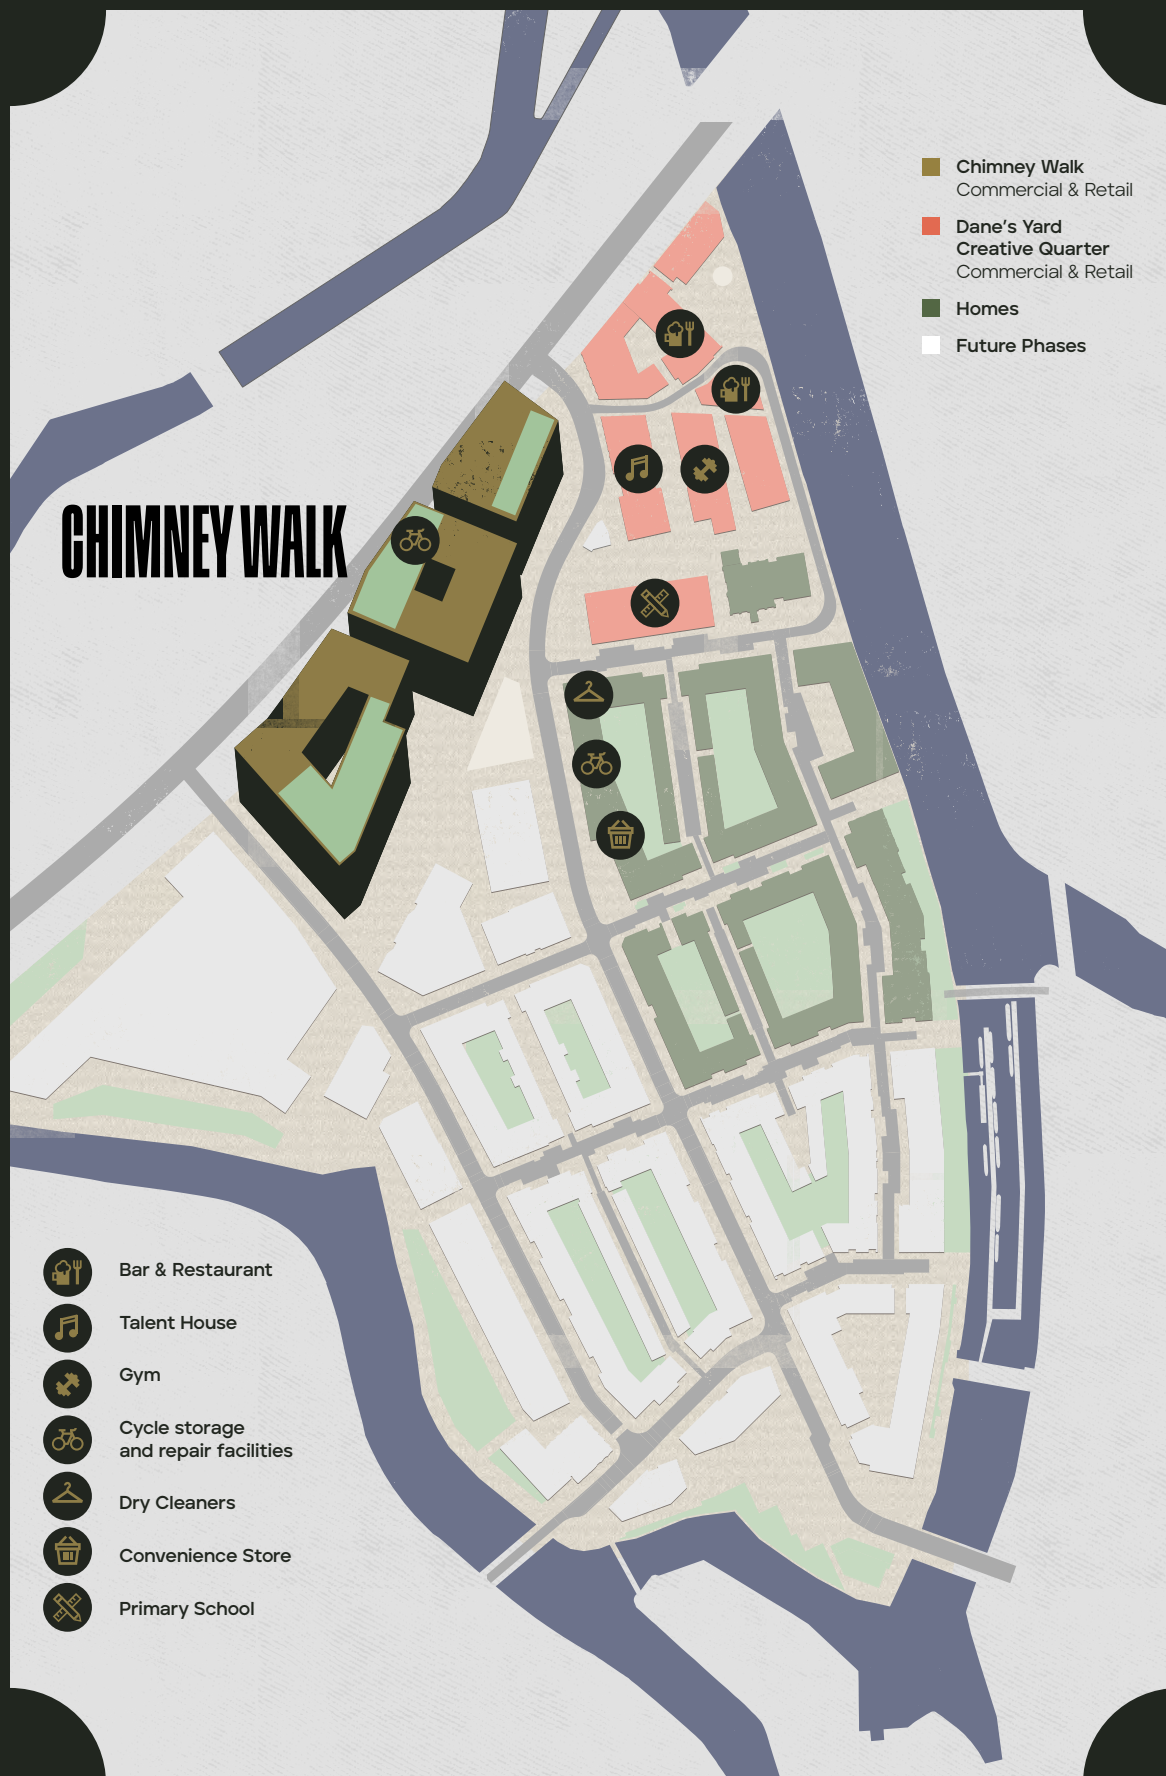 Chimney Walk
Commercial & Retail
Dane's Yard
Creative Quarter
Commercial & Retail
Homes
Future Phases
CHIMNEY WALK
Bar & Restaurant
Talent House
Gym
Cycle storage
and repair facilities
Dry Cleaners
Convenience Store
Primary School